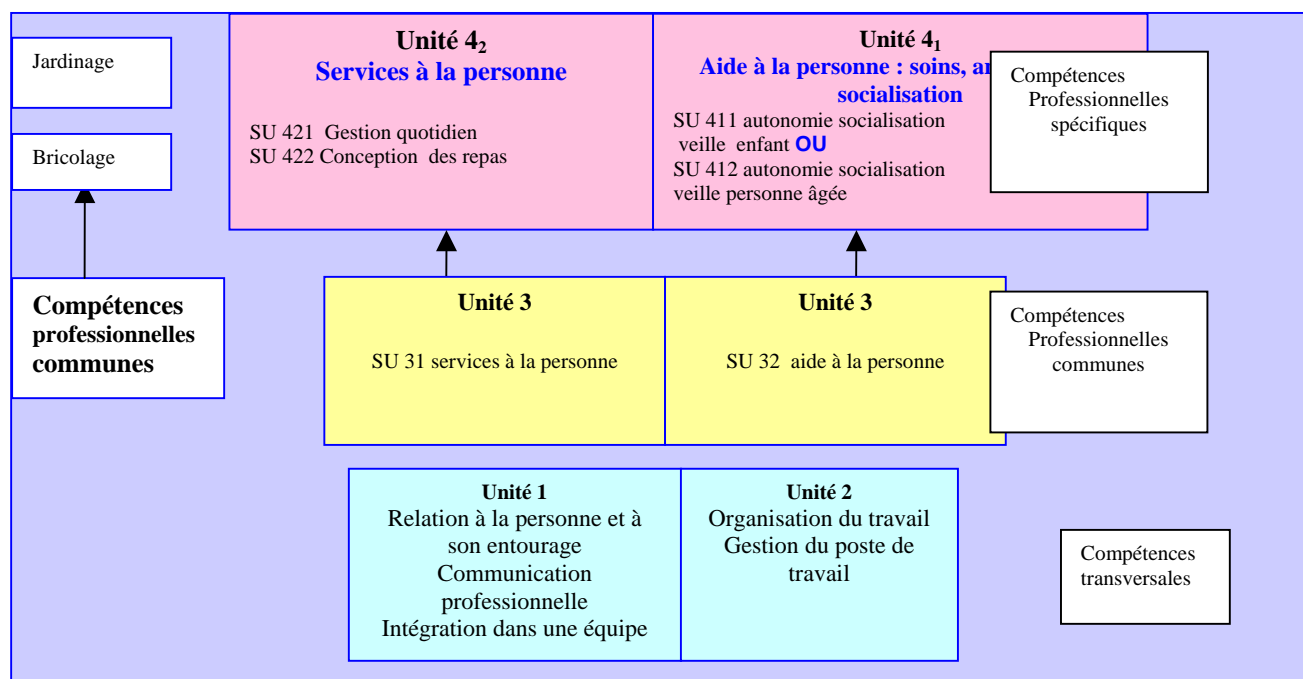 Jardinage
Bricolage
Compétences
professionnelles
communes
Unité 4₂
Services à la personne
SU 421 Gestion quotidien
SU 422 Conception des repas
Unité 4₁
Aide à la personne : soins,
socialisation
SU 411 autonomie socialisation
veille enfant OU
SU 412 autonomie socialisation
veille personne âgée
Compétences
Professionnelles
spécifiques
Unité 3
SU 31 services à la personne
Unité 3
SU 32 aide à la personne
Compétences
Professionnelles
communes
Unité 1
Relation à la personne et à
son entourage
Communication
professionnelle
Intégration dans une équipe
Unité 2
Organisation du travail
Gestion du poste de
travail
Compétences
transversales